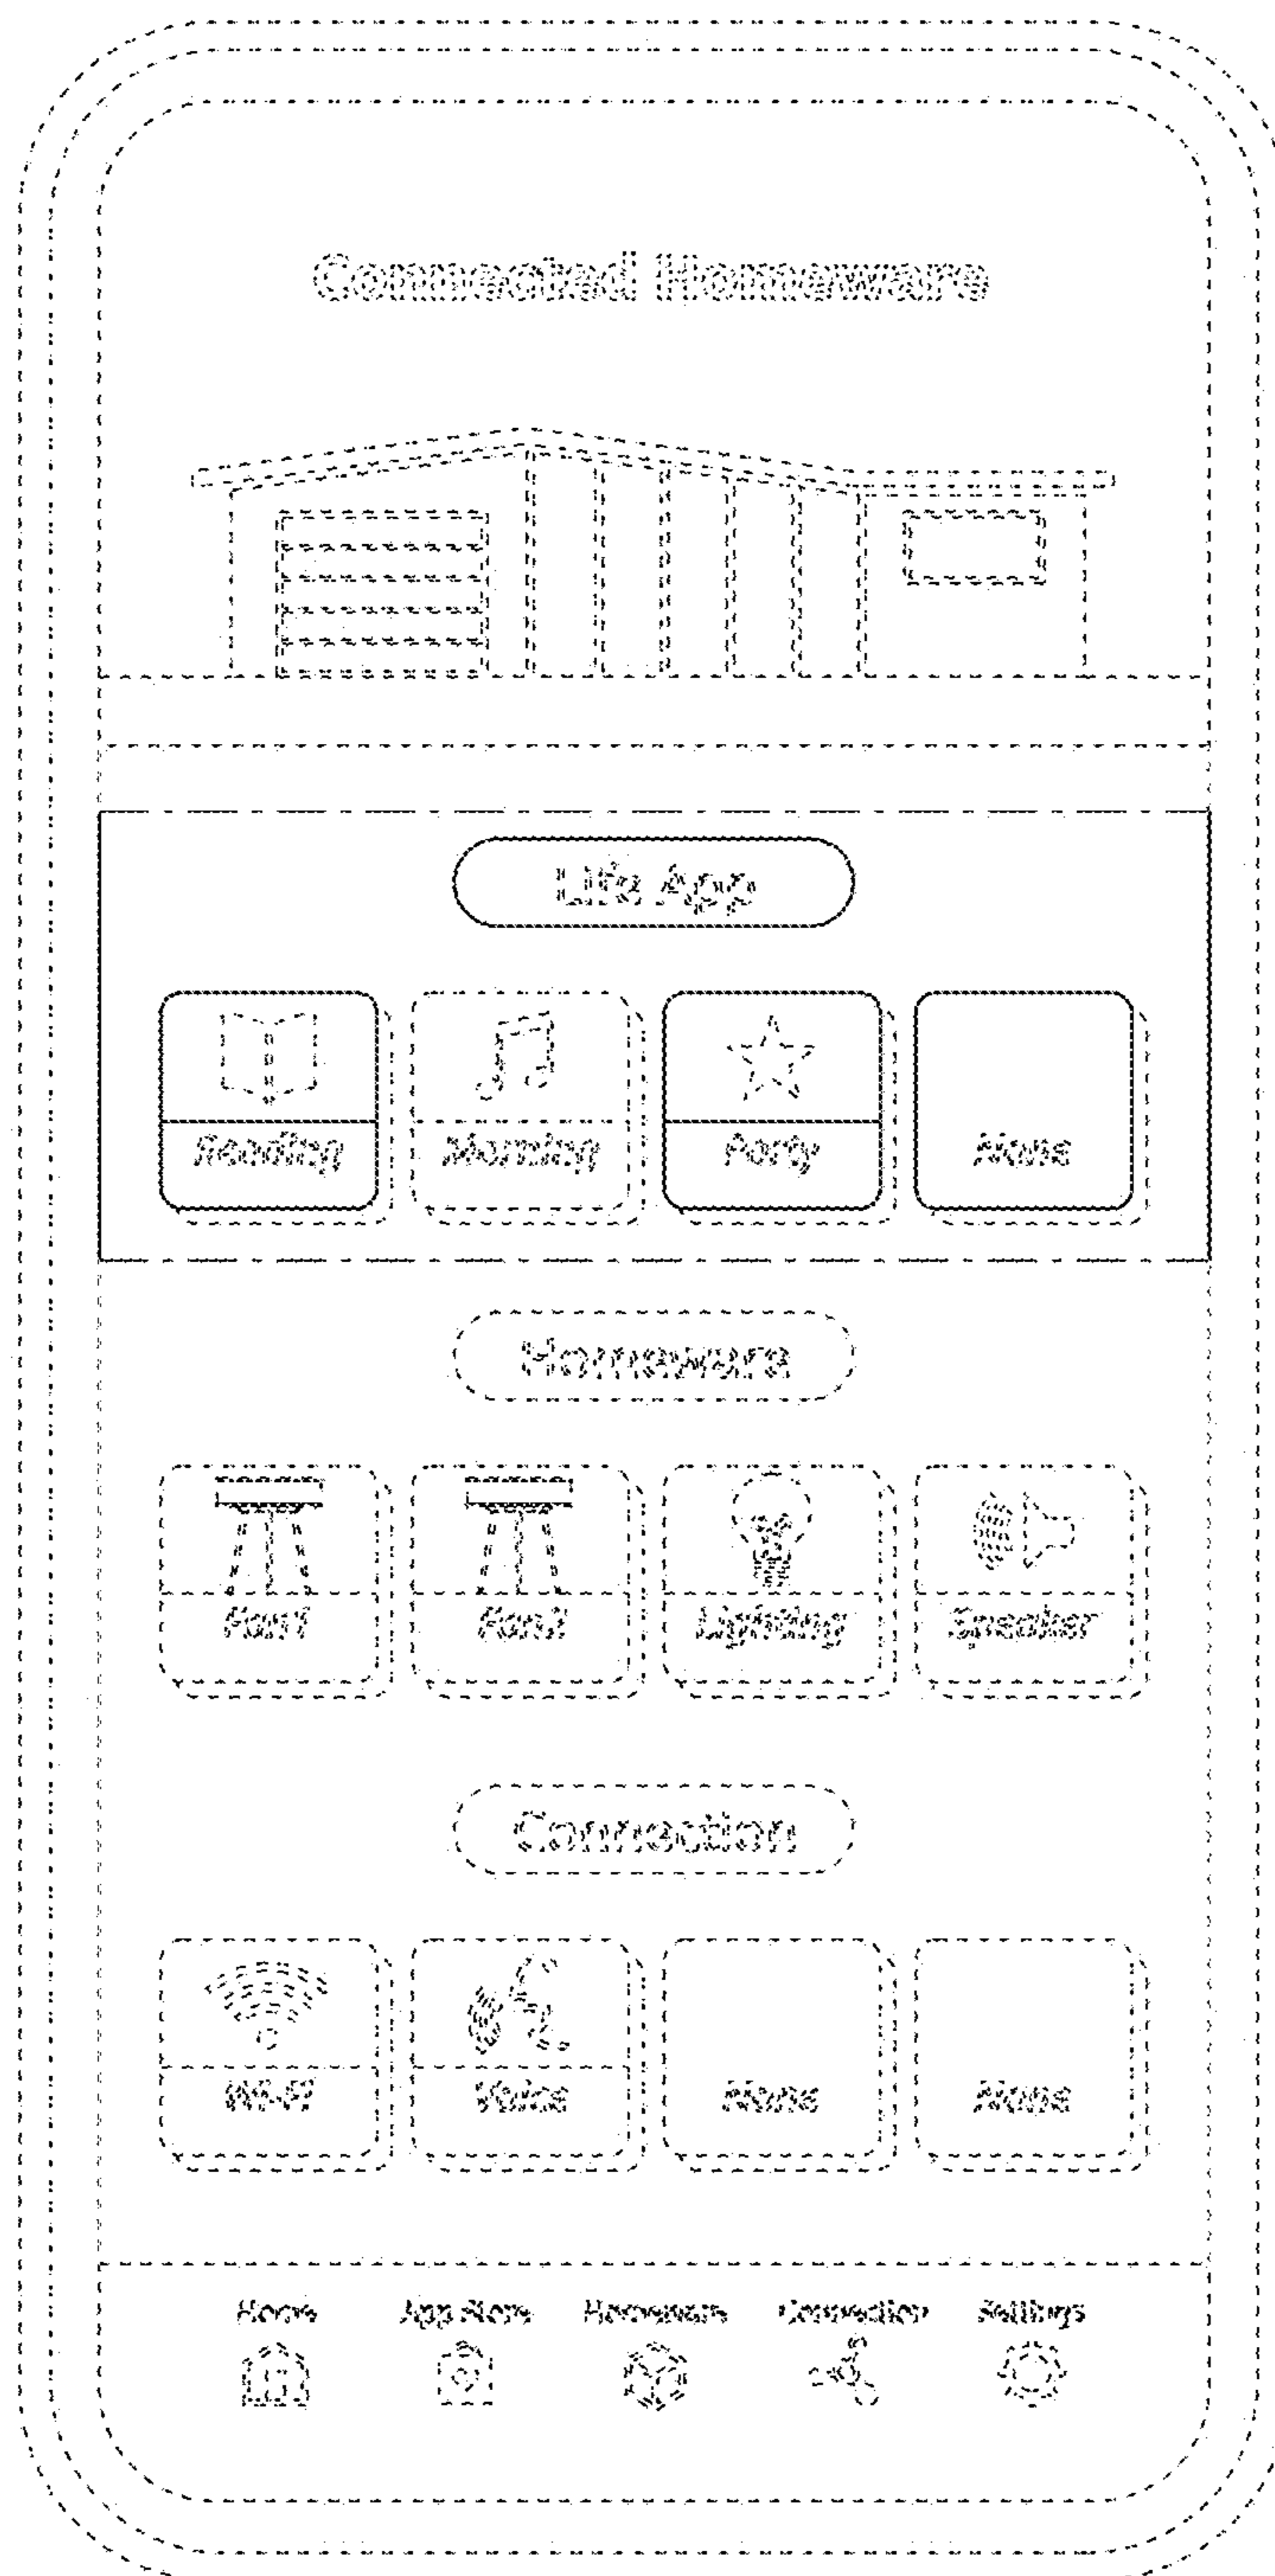 Connected Homeware
Life App
Reading Morning Party None
Homeware
Fan1 Fan2 Lighting Speaker
Connection
Wi-Fi Voice None None
Home App Store Homeware Connection Settings